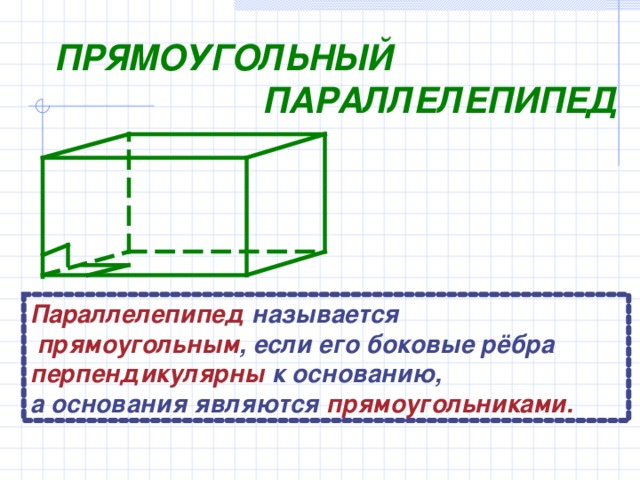 ПРЯМОУГОЛЬНЫЙ
ПАРАЛЛЕЛЕПИПЕД
Параллелепипед называется
прямоугольным, если его боковые рёбра
перпендикулярны к основанию,
а основания являются прямоугольниками.